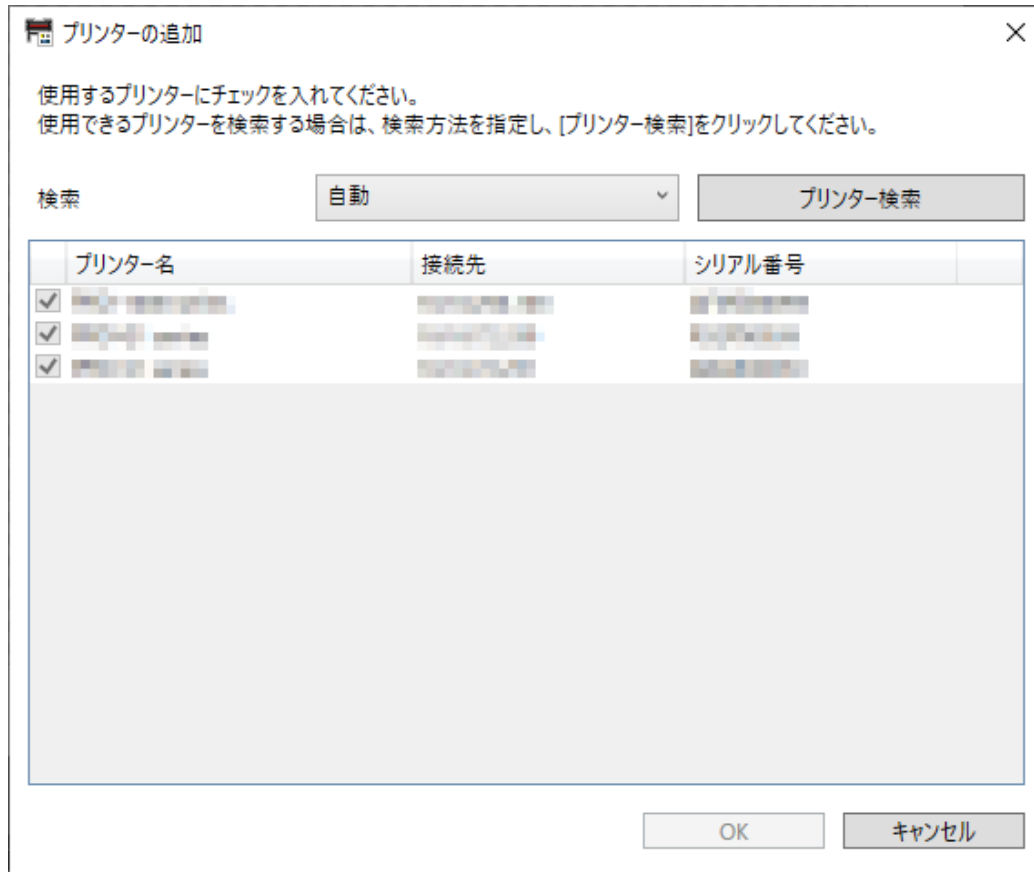 プリンターの追加
使用するプリンターにチェックを入れてください。
使用できるプリンターを検索する場合は、検索方法を指定し、[プリンター検索]をクリックしてください。
検索 自動 プリンター検索
プリンター名 接続先 シリアル番号
OK キャンセル